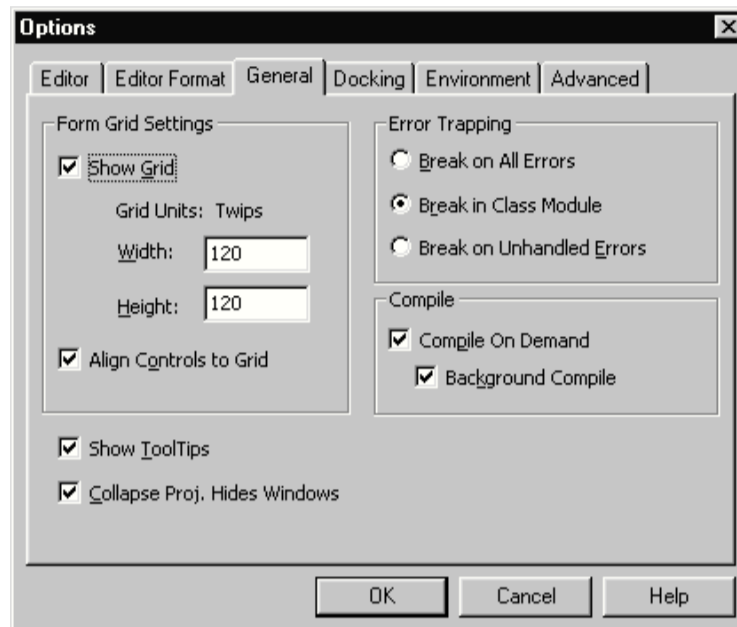 Options
Editor Editor Format General Docking Environment Advanced
Form Grid Settings
Show Grid
Grid Units: Twips
Width: 120
Height: 120
Align Controls to Grid
Show ToolTips
Collapse Proj. Hides Windows
Error Trapping
Break on All Errors
Break in Class Module
Break on Unhandled Errors
Compile
Compile On Demand
Background Compile
OK Cancel Help